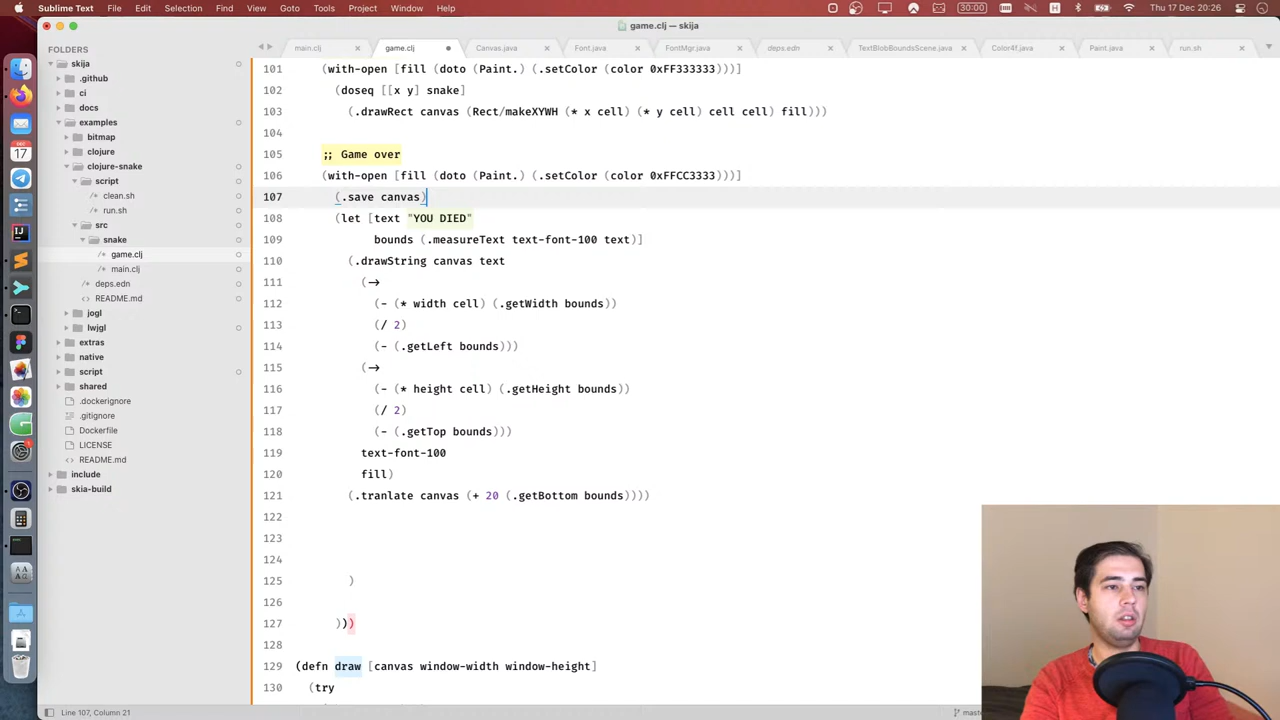 Sublime Text File Edit Selection Find View Goto Tools Project Window Help
Thu 17 Dec 20:26
game.clj — skija
FOLDERS
skija
.github
ci
docs
examples
bitmap
clojure
clojure-snake
script
clean.sh
run.sh
src
snake
game.clj
main.clj
deps.edn
README.md
jogl
lwjgl
extras
native
script
shared
.dockerignore
.gitignore
Dockerfile
LICENSE
README.md
include
skia-build
main.clj game.clj Canvas.java Font.java FontMgr.java deps.edn TextBlobBoundsScene.java Color4f.java Paint.java run.sh
101 (with-open [fill (doto (Paint.) (.setColor (color 0xFF333333)))]
102 (doseq [[x y] snake]
103 (.drawRect canvas (Rect/makeXYWH (* x cell) (* y cell) cell cell) fill)))
104
105 ;; Game over
106 (with-open [fill (doto (Paint.) (.setColor (color 0xFFCC3333)))]
107 (.save canvas)
108 (let [text "YOU DIED"
109 bounds (.measureText text-font-100 text)]
110 (.drawString canvas text
111 (->
112 (- (* width cell) (.getWidth bounds))
113 (/ 2)
114 (- (.getLeft bounds)))
115 (->
116 (- (* height cell) (.getHeight bounds))
117 (/ 2)
118 (- (.getTop bounds)))
119 text-font-100
120 fill)
121 (.tranlate canvas (+ 20 (.getBottom bounds))))
122
123
124
125 )
126
127 )))
128
129 (defn draw [canvas window-width window-height]
130 (try
Line 107, Column 21